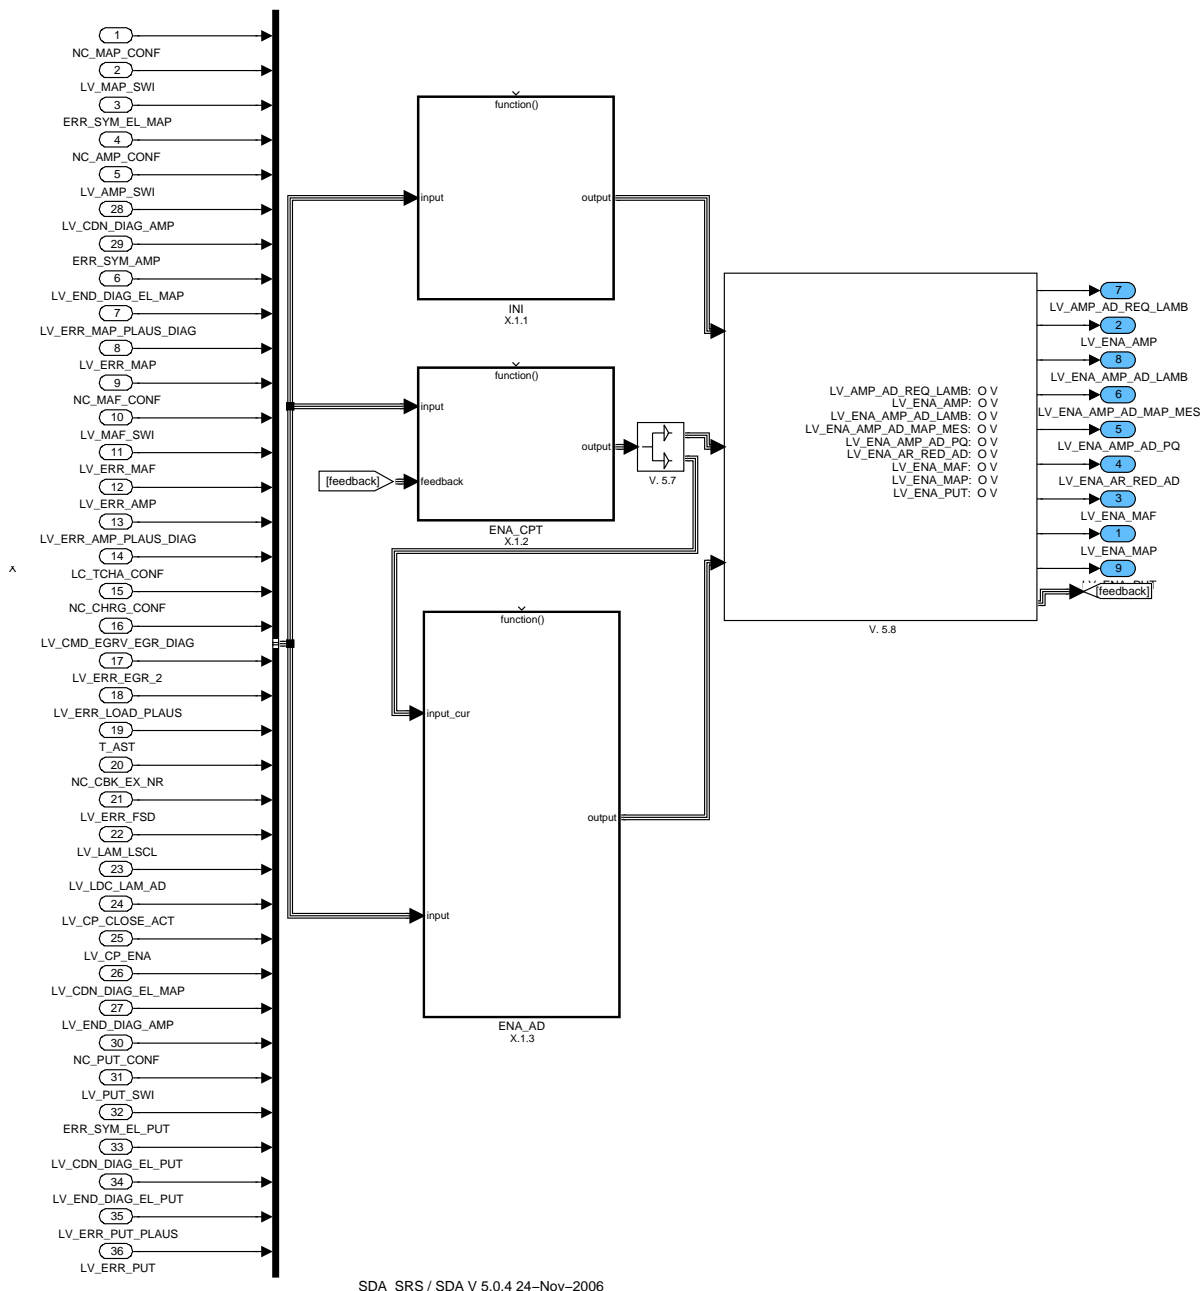 1
NC_MAP_CONF
2
LV_MAP_SWI
3
ERR_SYM_EL_MAP
4
NC_AMP_CONF
5
LV_AMP_SWI
28
LV_CDN_DIAG_AMP
29
ERR_SYM_AMP
6
LV_END_DIAG_EL_MAP
7
LV_ERR_MAP_PLAUS_DIAG
8
LV_ERR_MAP
9
NC_MAF_CONF
10
LV_MAF_SWI
11
LV_ERR_MAF
12
LV_ERR_AMP
13
LV_ERR_AMP_PLAUS_DIAG
14
LC_TCHA_CONF
15
NC_CHRG_CONF
16
LV_CMD_EGRV_EGR_DIAG
17
LV_ERR_EGR_2
18
LV_ERR_LOAD_PLAUS
19
T_AST
20
NC_CBK_EX_NR
21
LV_ERR_FSD
22
LV_LAM_LSCL
23
LV_LDC_LAM_AD
24
LV_CP_CLOSE_ACT
25
LV_CP_ENA
26
LV_CDN_DIAG_EL_MAP
27
LV_END_DIAG_AMP
30
NC_PUT_CONF
31
LV_PUT_SWI
32
ERR_SYM_EL_PUT
33
LV_CDN_DIAG_EL_PUT
34
LV_END_DIAG_EL_PUT
35
LV_ERR_PUT_PLAUS
36
LV_ERR_PUT
function()
input
output
INI
X.1.1
function()
input
output
[feedback]
feedback
ENA_CPT
X.1.2
V. 5.7
function()
input_cur
output
input
ENA_AD
X.1.3
LV_AMP_AD_REQ_LAMB: O V
LV_ENA_AMP: O V
LV_ENA_AMP_AD_LAMB: O V
LV_ENA_AMP_AD_MAP_MES: O V
LV_ENA_AMP_AD_PQ: O V
LV_ENA_AR_RED_AD: O V
LV_ENA_MAF: O V
LV_ENA_MAP: O V
LV_ENA_PUT: O V
V. 5.8
7
LV_AMP_AD_REQ_LAMB
2
LV_ENA_AMP
8
LV_ENA_AMP_AD_LAMB
6
LV_ENA_AMP_AD_MAP_MES
5
LV_ENA_AMP_AD_PQ
4
LV_ENA_AR_RED_AD
3
LV_ENA_MAF
1
LV_ENA_MAP
9
LV_ENA_PUT
[feedback]
SDA_SRS / SDA V 5.0.4 24–Nov–2006